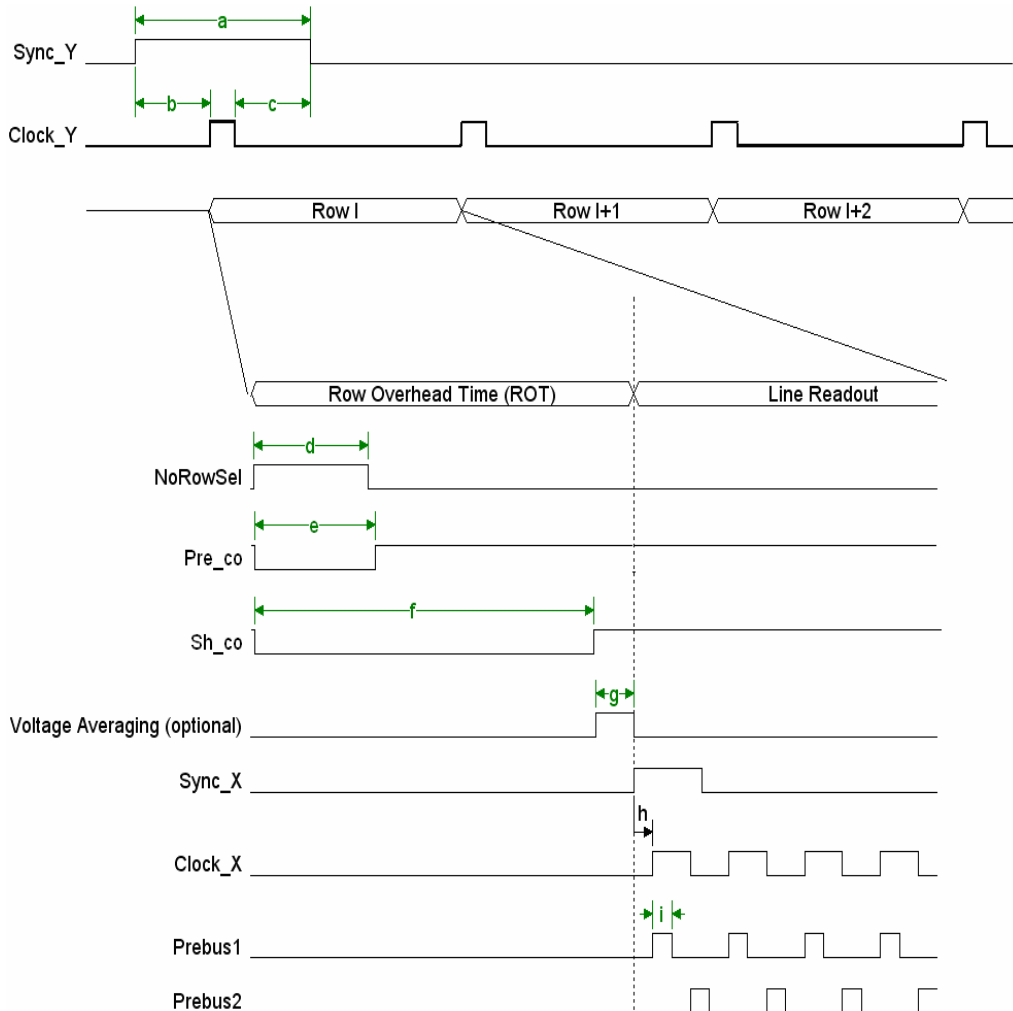 a
Sync_Y
b
c
Clock_Y
Row I
Row I+1
Row I+2
Row Overhead Time (ROT)
Line Readout
d
NoRowSel
e
Pre_co
f
Sh_co
g
Voltage Averaging (optional)
Sync_X
h
Clock_X
i
Prebus1
Prebus2